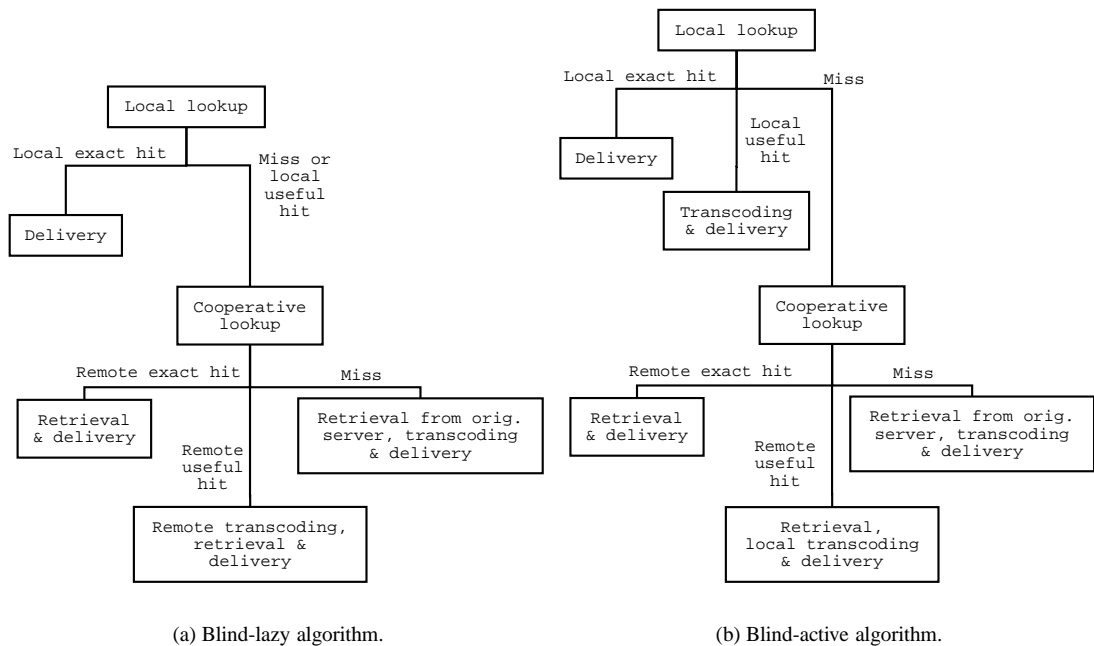 Local lookup
Local exact hit
Miss or
local
useful
hit
Delivery
Cooperative
lookup
Remote exact hit
Miss
Retrieval
& delivery
Retrieval from orig.
server, transcoding
& delivery
Remote
useful
hit
Remote transcoding,
retrieval &
delivery
(a) Blind-lazy algorithm.
Local lookup
Local exact hit
Miss
Local
useful
hit
Delivery
Transcoding
& delivery
Cooperative
lookup
Remote exact hit
Miss
Retrieval
& delivery
Retrieval from orig.
server, transcoding
& delivery
Remote
useful
hit
Retrieval,
local transcoding
& delivery
(b) Blind-active algorithm.